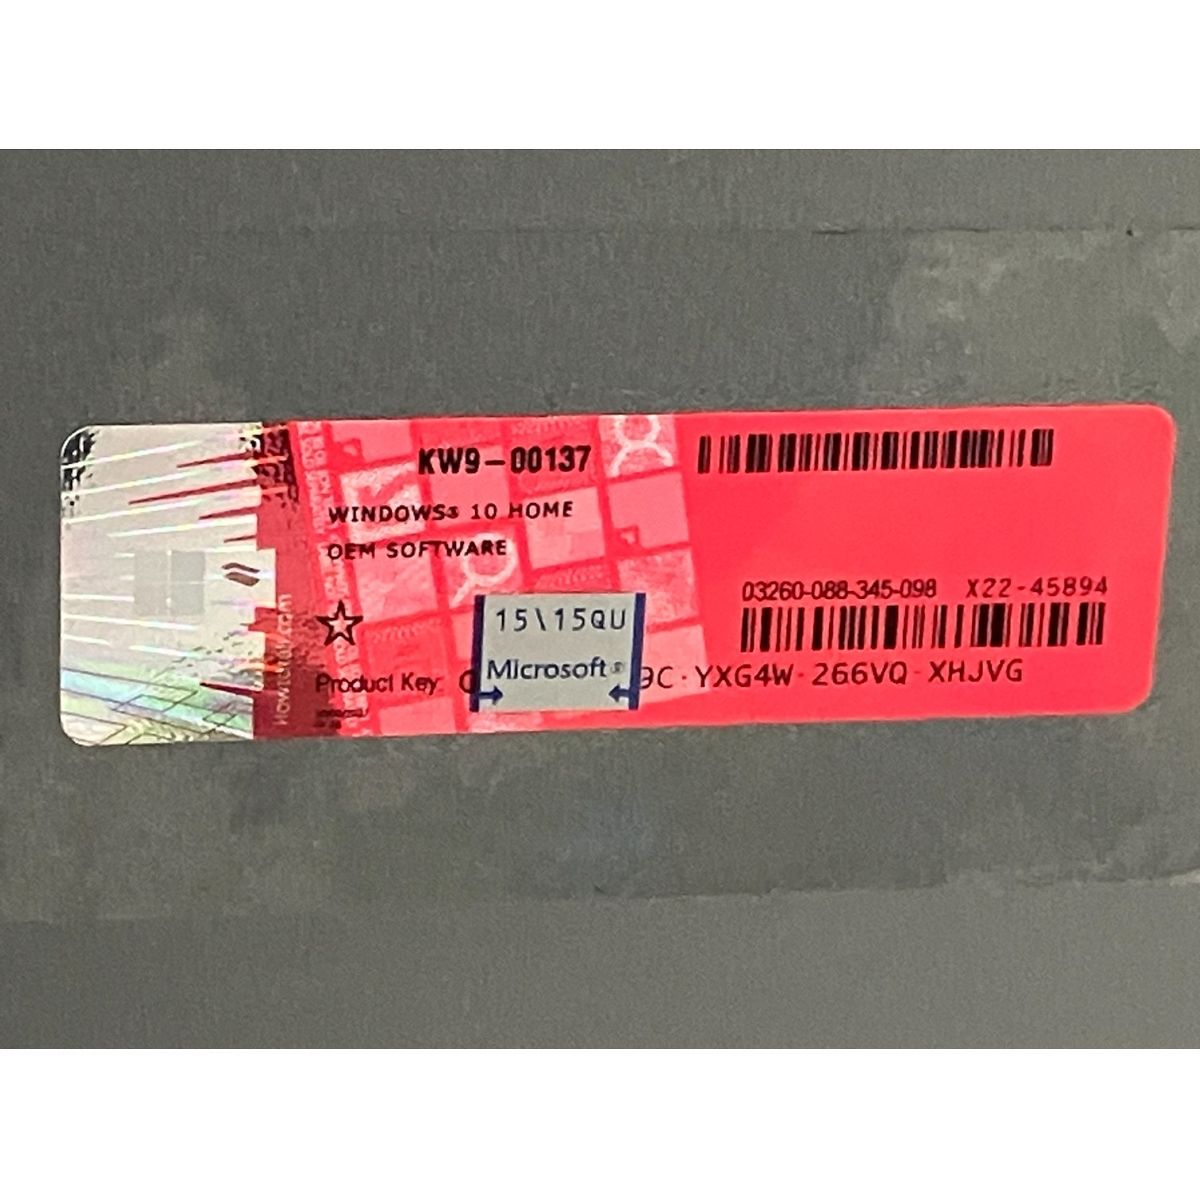 KW9-00137
WINDOWS® 10 HOME
OEM SOFTWARE
03260-088-345-098 X22-45894
15\15QU
Microsoft®
Product Key: 9C-YXG4W-266VQ-XHJVG